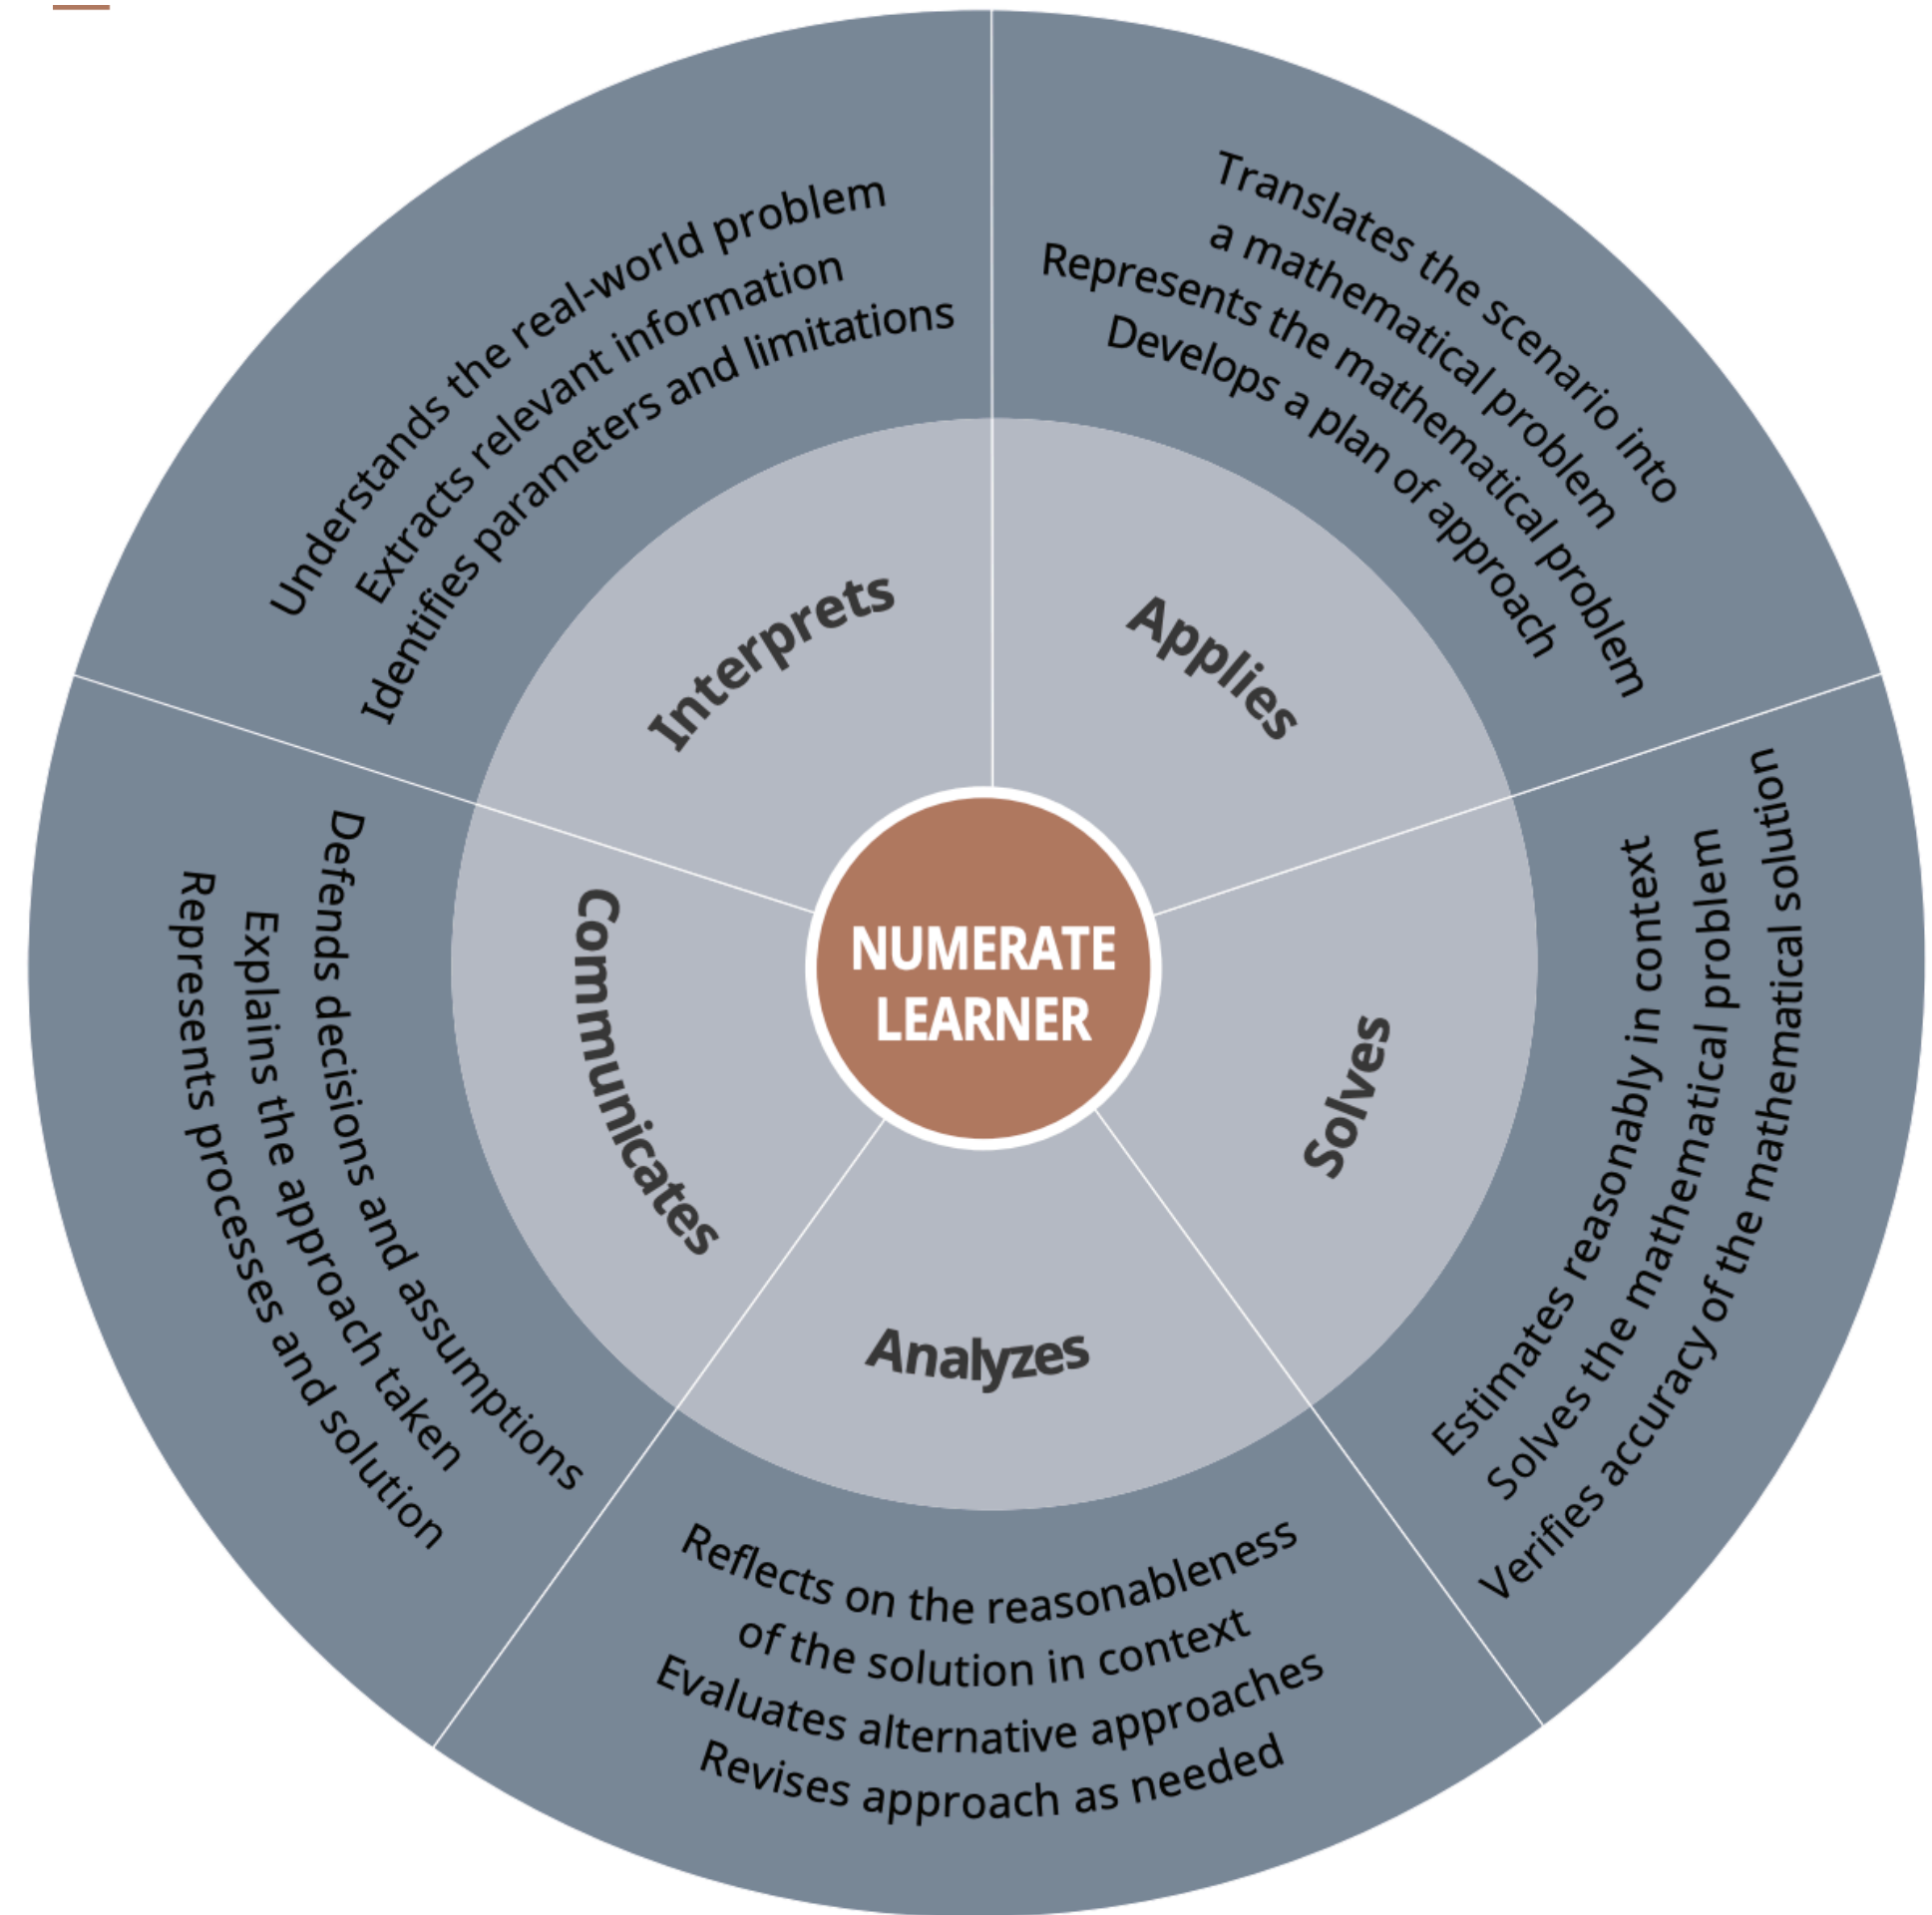 NUMERATE
LEARNER
Interprets
Understands the real-world problem
Extracts relevant information
Identifies parameters and limitations
Applies
Translates the scenario into
a mathematical problem
Represents the mathematical problem
Develops a plan of approach
Solves
Estimates reasonably in context
Solves the mathematical problem
Verifies accuracy of the mathematical solution
Analyzes
Reflects on the reasonableness
of the solution in context
Evaluates alternative approaches
Revises approach as needed
Communicates
Defends decisions and assumptions
Explains the approach taken
Represents processes and solution